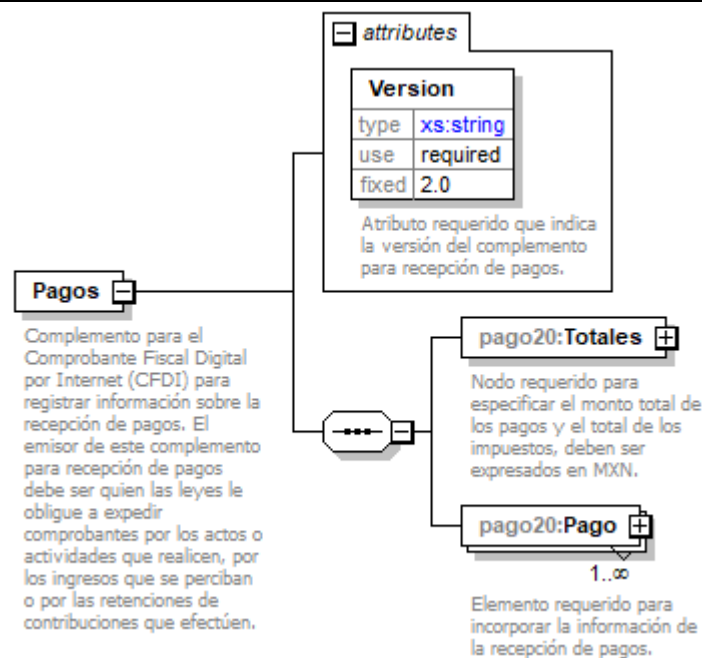 attributes
Version
type xs:string
use required
fixed 2.0
Atributo requerido que indica
la versión del complemento
para recepción de pagos.
Pagos
Complemento para el
Comprobante Fiscal Digital
por Internet (CFDI) para
registrar información sobre la
recepción de pagos. El
emisor de este complemento
para recepción de pagos
debe ser quien las leyes le
obligue a expedir
comprobantes por los actos o
actividades que realicen, por
los ingresos que se perciban
o por las retenciones de
contribuciones que efectúen.
pago20:Totales
Nodo requerido para
especificar el monto total de
los pagos y el total de los
impuestos, deben ser
expresados en MXN.
pago20:Pago
1..∞
Elemento requerido para
incorporar la información de
la recepción de pagos.